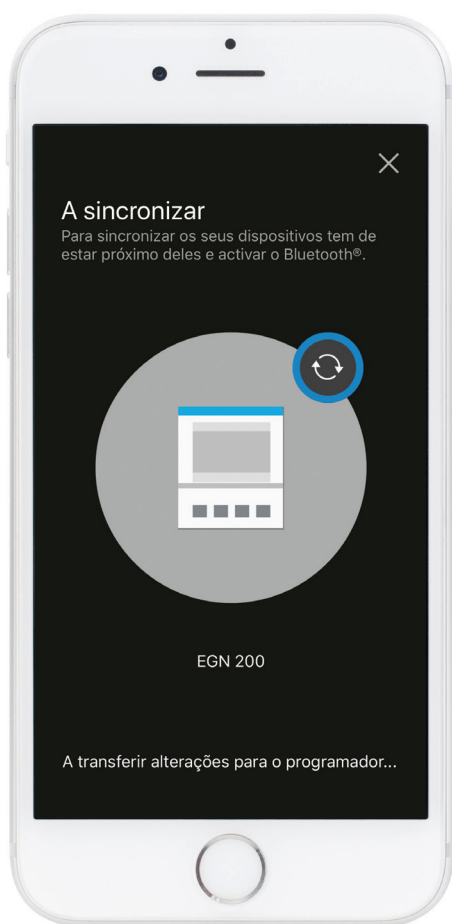 A sincronizar
Para sincronizar os seus dispositivos tem de
estar próximo deles e activar o Bluetooth®.
EGN 200
A transferir alterações para o programador...